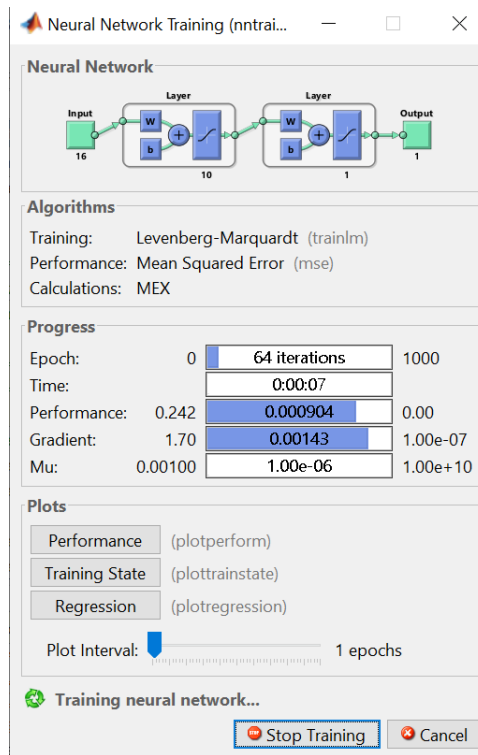 Neural Network Training (nntrai...
Neural Network
Layer Layer
Input Output
W W
+ +
b b
16 1
10 1
Algorithms
Training: Levenberg-Marquardt (trainlm)
Performance: Mean Squared Error (mse)
Calculations: MEX
Progress
Epoch: 0 64 iterations 1000
Time: 0:00:07
Performance: 0.242 0.000904 0.00
Gradient: 1.70 0.00143 1.00e-07
Mu: 0.00100 1.00e-06 1.00e+10
Plots
Performance (plotperform)
Training State (plottrainstate)
Regression (plotregression)
Plot Interval: 1 epochs
Training neural network...
Stop Training Cancel